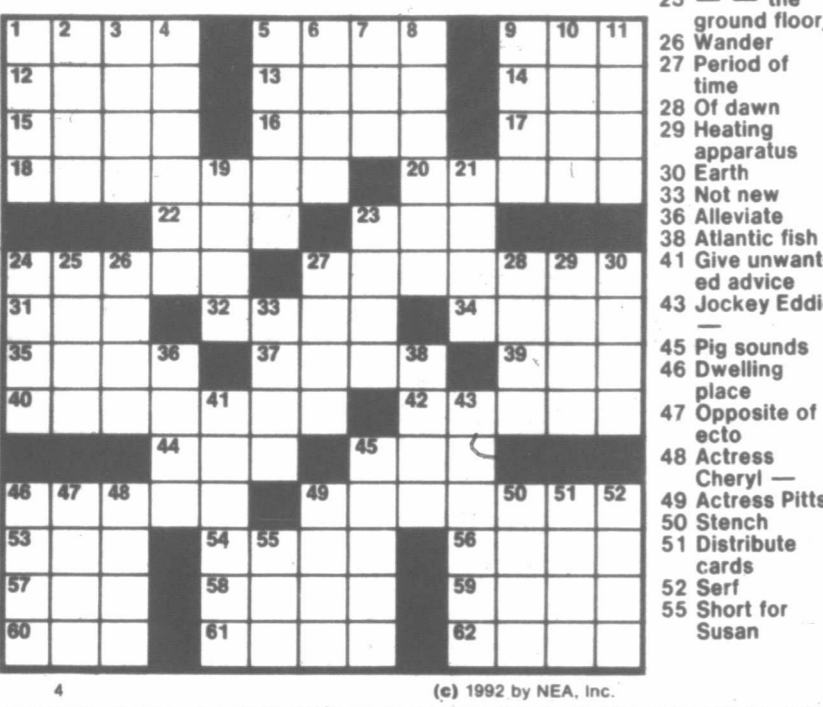 1 2 3 4 5 6 7 8 9 10 11
12 13 14
15 16 17
18 19 20 21
22 23
24 25 26 27 28 29 30
31 32 33 34
35 36 37 38 39
40 41 42 43
44 45
46 47 48 49 50 51 52
53 54 55 56
57 58 59
60 61 62
4 (c) 1992 by NEA, Inc.
— — the
ground floor
26 Wander
27 Period of
time
28 Of dawn
29 Heating
apparatus
30 Earth
33 Not new
36 Alleviate
38 Atlantic fish
41 Give unwant
ed advice
43 Jockey Eddi
—
45 Pig sounds
46 Dwelling
place
47 Opposite of
ecto
48 Actress
Cheryl —
49 Actress Pitts
50 Stench
51 Distribute
cards
52 Serf
55 Short for
Susan